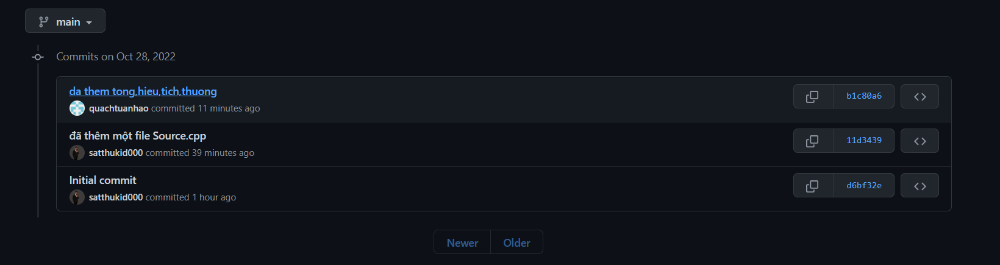 main
Commits on Oct 28, 2022
da them tong,hieu,tich,thuong
b1c80a6
quachtuanhao committed 11 minutes ago
đã thêm một file Source.cpp
11d3439
satthukid000 committed 39 minutes ago
Initial commit
d6bf32e
satthukid000 committed 1 hour ago
Newer Older